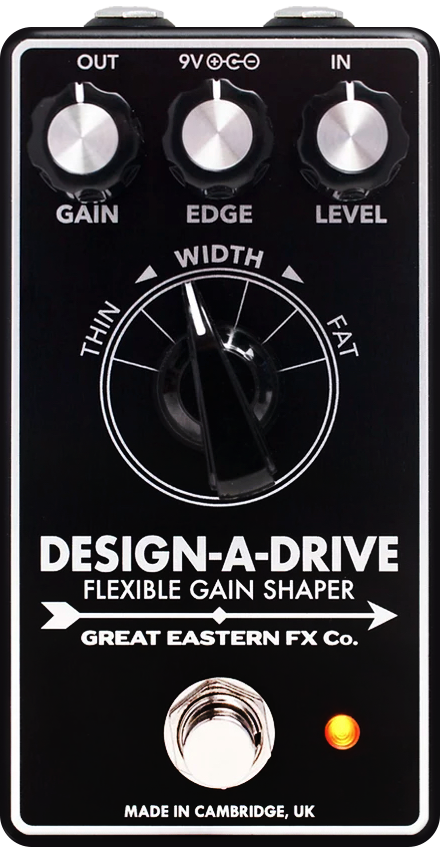 OUT 9V IN
GAIN EDGE LEVEL
WIDTH
THIN FAT
DESIGN-A-DRIVE
FLEXIBLE GAIN SHAPER
GREAT EASTERN FX Co.
MADE IN CAMBRIDGE, UK